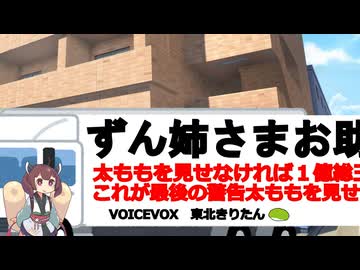 ずん姉さまお助
太ももを見せなければ１億総玉
これが最後の警告太ももを見せ
VOICEVOX 東北きりたん